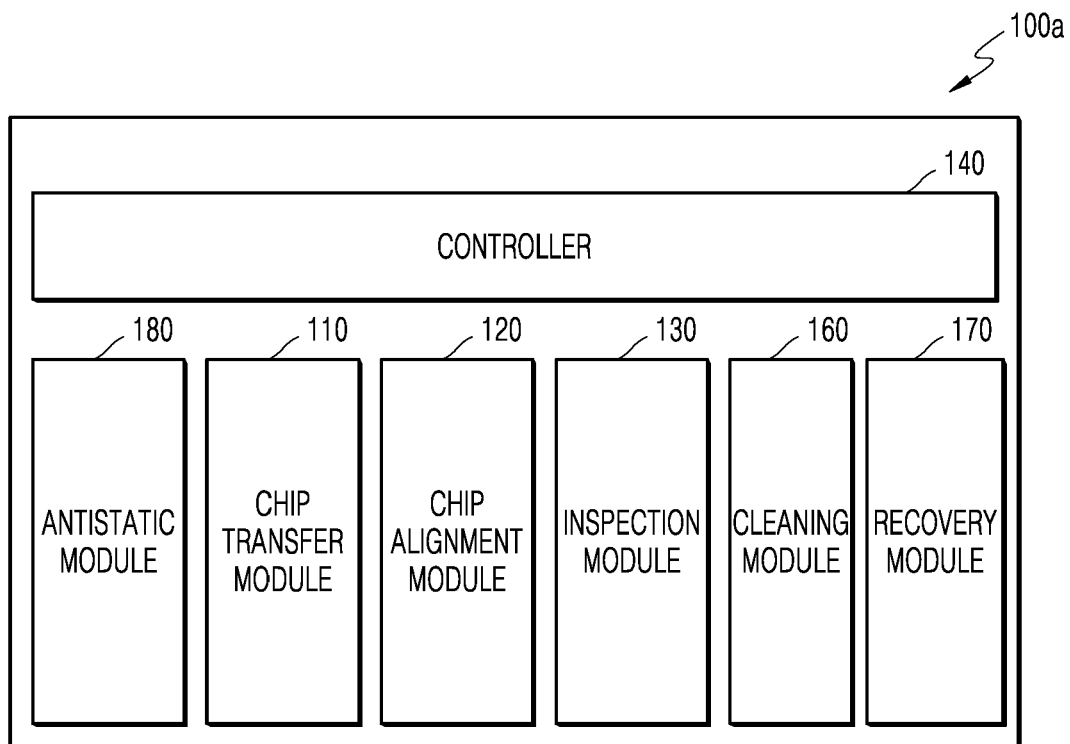 100a
140
CONTROLLER
180
110
120
130
160
170
ANTISTATIC
MODULE
CHIP
TRANSFER
MODULE
CHIP
ALIGNMENT
MODULE
INSPECTION
MODULE
CLEANING
MODULE
RECOVERY
MODULE